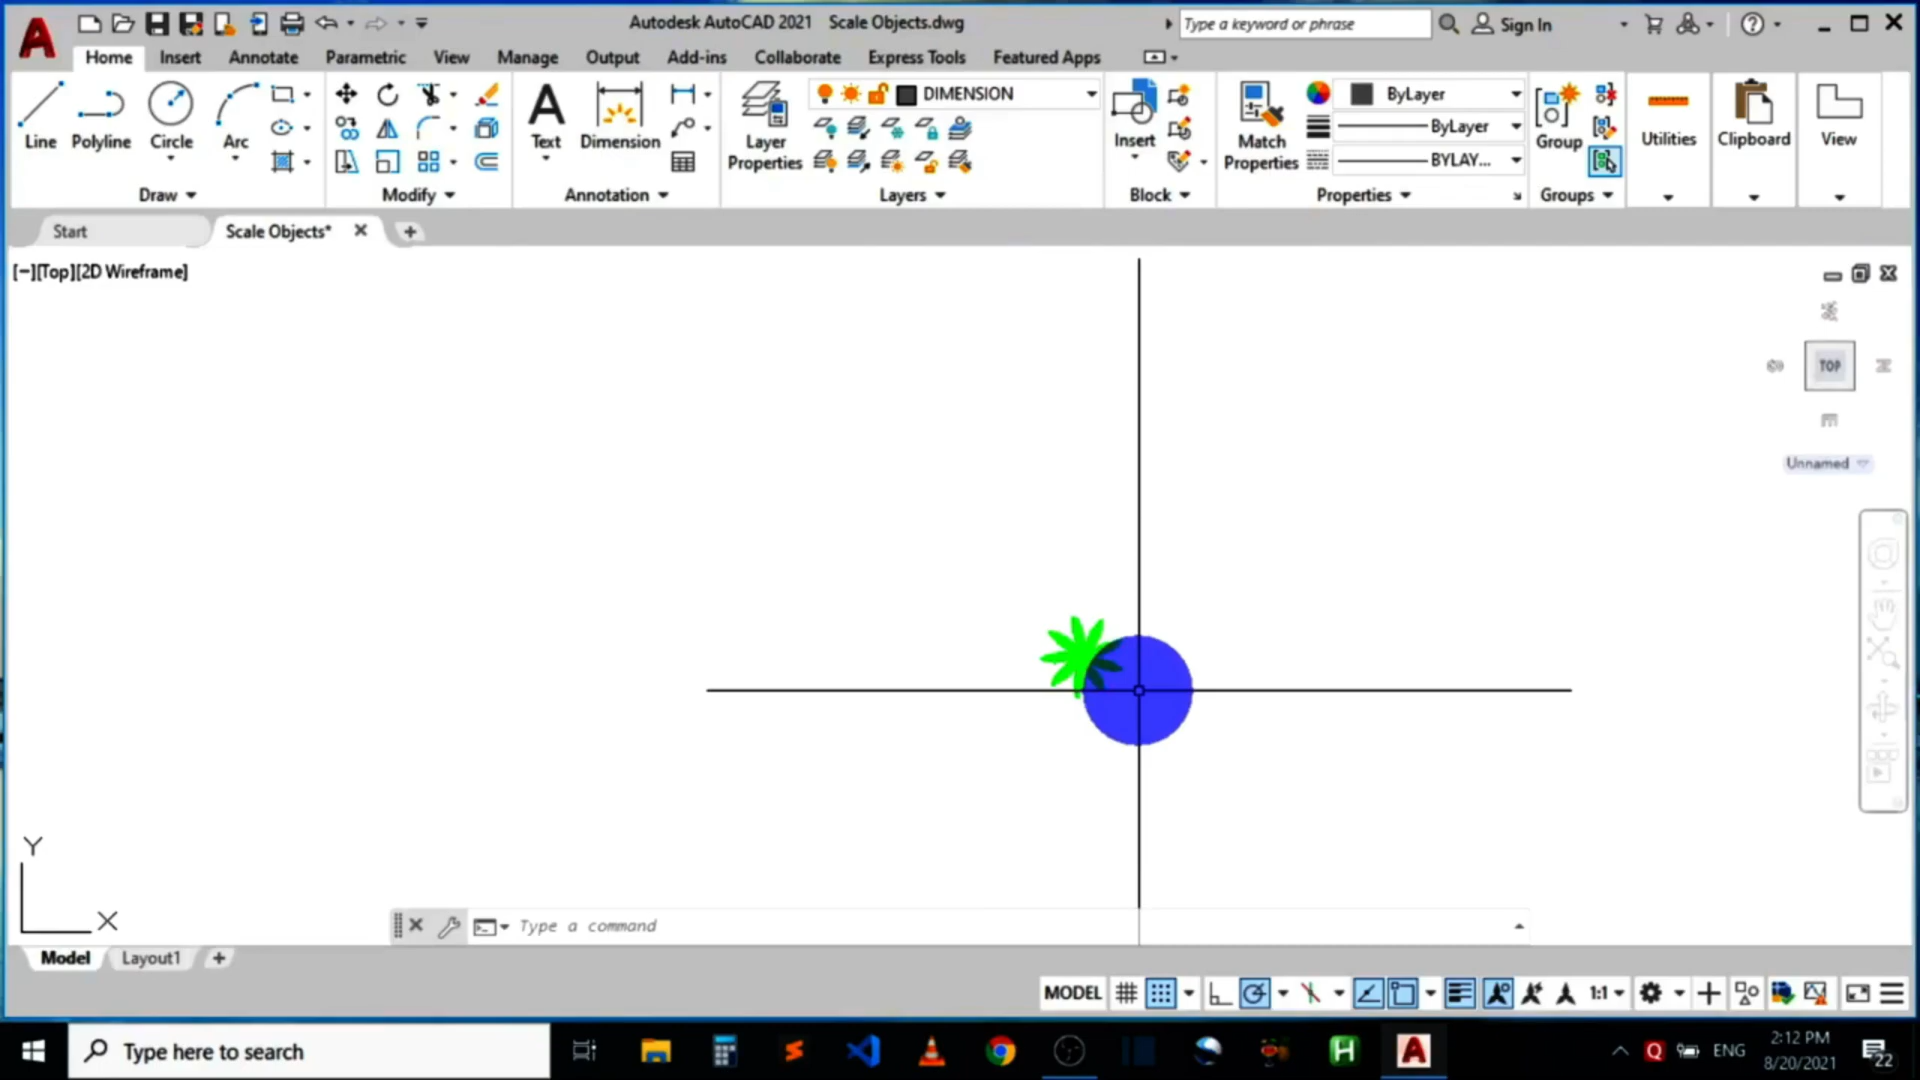 Autodesk AutoCAD 2021 Scale Objects.dwg
Type a keyword or phrase
Sign In
Home Insert Annotate Parametric View Manage Output Add-ins Collaborate Express Tools Featured Apps
DIMENSION
ByLayer
ByLayer
BYLAY...
Line Polyline Circle Arc
Text Dimension
Layer Properties
Insert
Match Properties
Group
Utilities
Clipboard
View
Draw Modify Annotation Layers Block Properties Groups
Start Scale Objects*
[−][Top][2D Wireframe]
TOP
Unnamed
Y
X
Type a command
Model Layout1
MODEL
1:1
Type here to search
ENG
2:12 PM
8/20/2021
22